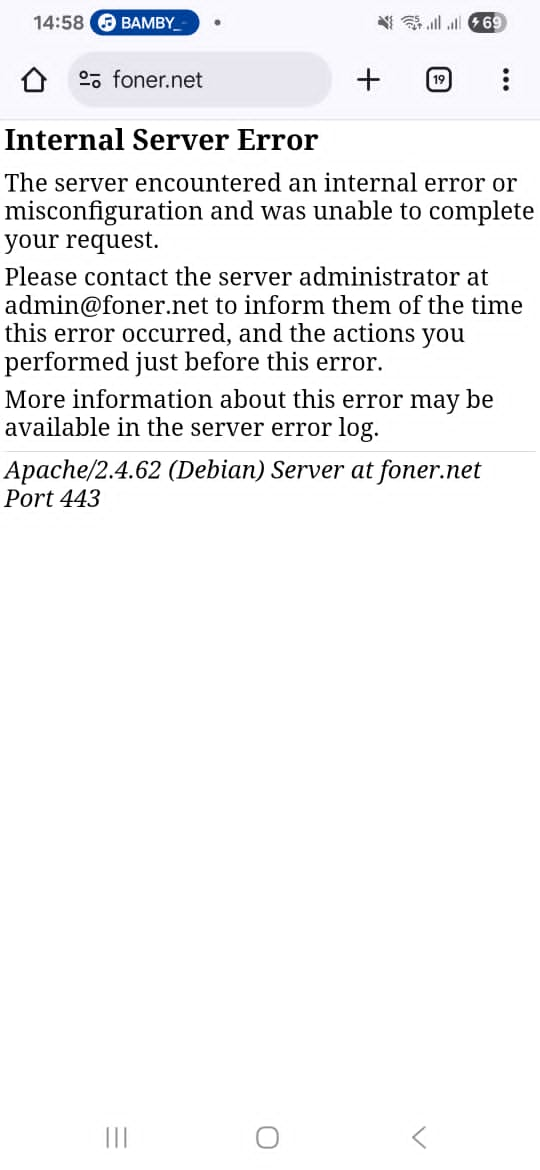 14:58 BAMBY_ 69
foner.net 19
Internal Server Error
The server encountered an internal error or
misconfiguration and was unable to complete
your request.
Please contact the server administrator at
admin@foner.net to inform them of the time
this error occurred, and the actions you
performed just before this error.
More information about this error may be
available in the server error log.
Apache/2.4.62 (Debian) Server at foner.net
Port 443